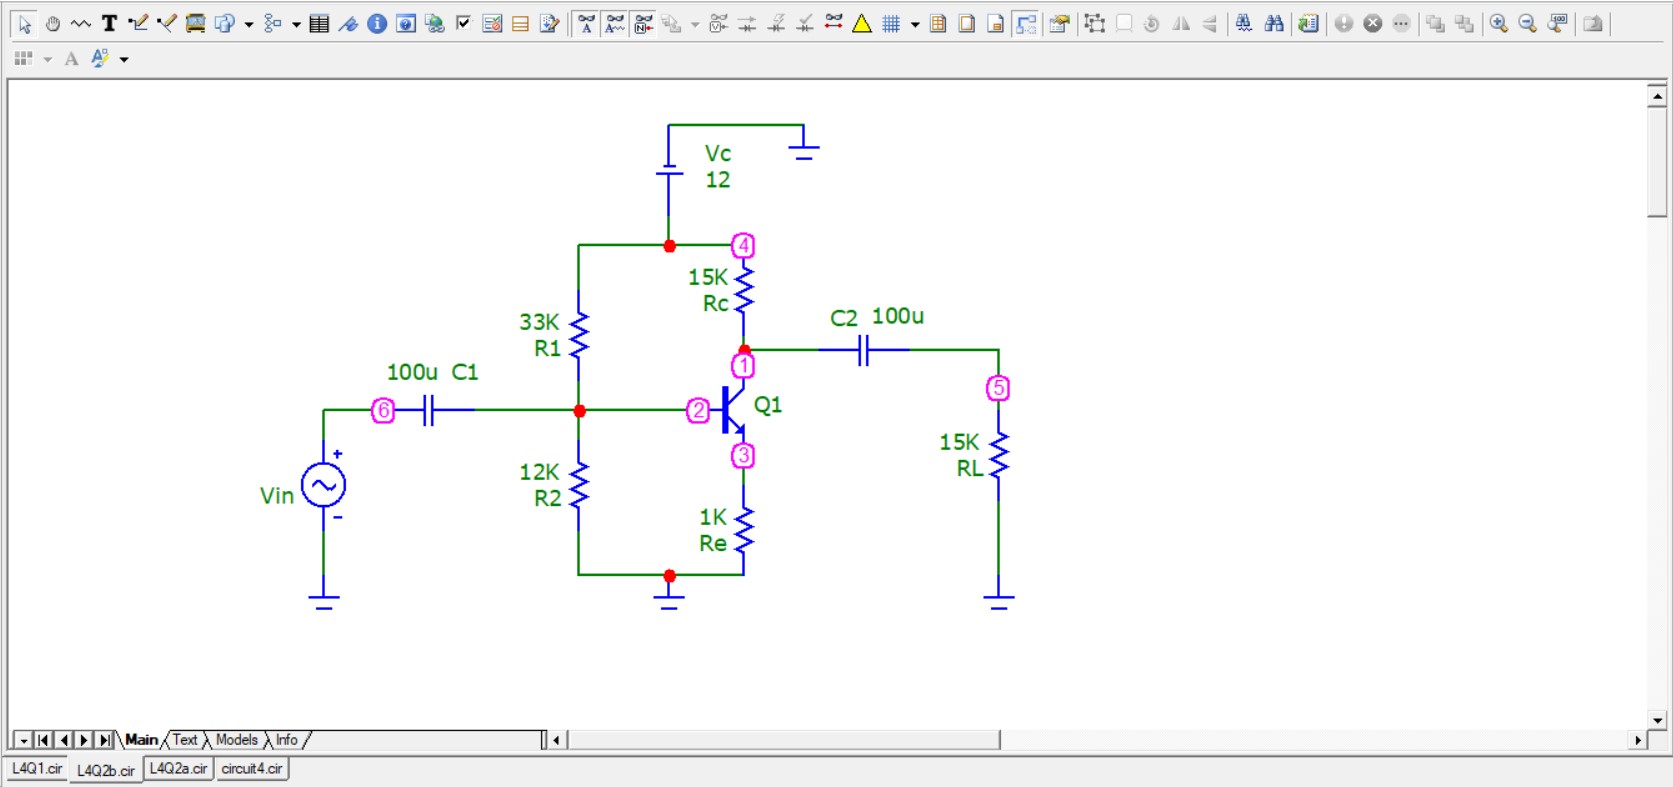 Vc
12
4
15K
Rc
33K
R1
C2 100u
1
100u C1
5
6
2
Q1
3
15K
RL
12K
R2
+
Vin
-
1K
Re
Main Text Models Info
L4Q1.cir L4Q2b.cir L4Q2a.cir circuit4.cir